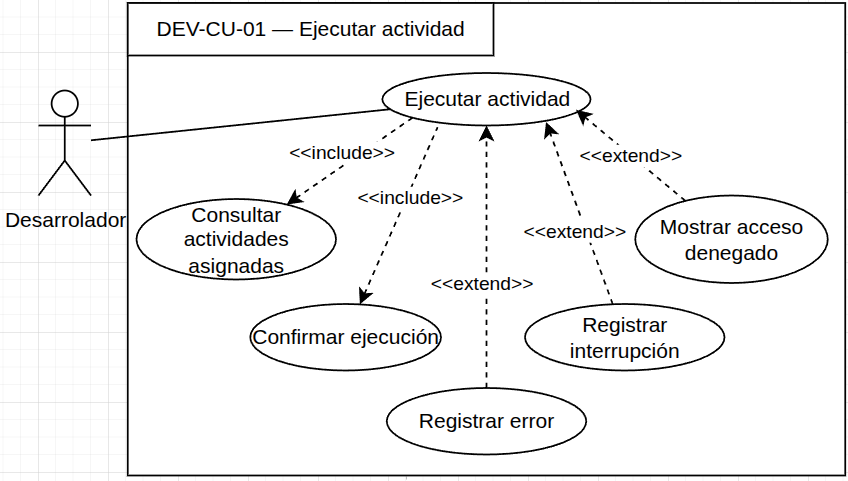 DEV-CU-01 — Ejecutar actividad
Ejecutar actividad
<<include>>
<<extend>>
<<include>>
Desarrolador
Consultar
actividades
asignadas
Mostrar acceso
denegado
<<extend>>
<<extend>>
Confirmar ejecución
Registrar
interrupción
Registrar error